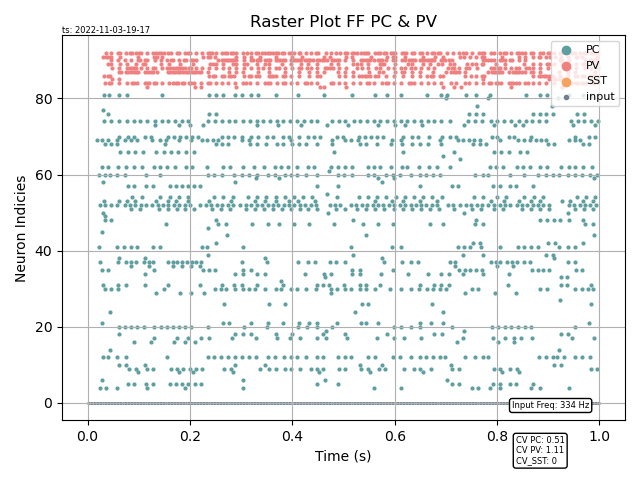 Raster Plot FF PC & PV
ts: 2022-11-03-19-17
PC
PV
SST
input
80
60
40
20
0
Neuron Indicies
Input Freq: 334 Hz
0.0 0.2 0.4 0.6 0.8 1.0
Time (s)
CV PC: 0.51
CV PV: 1.11
CV_SST: 0